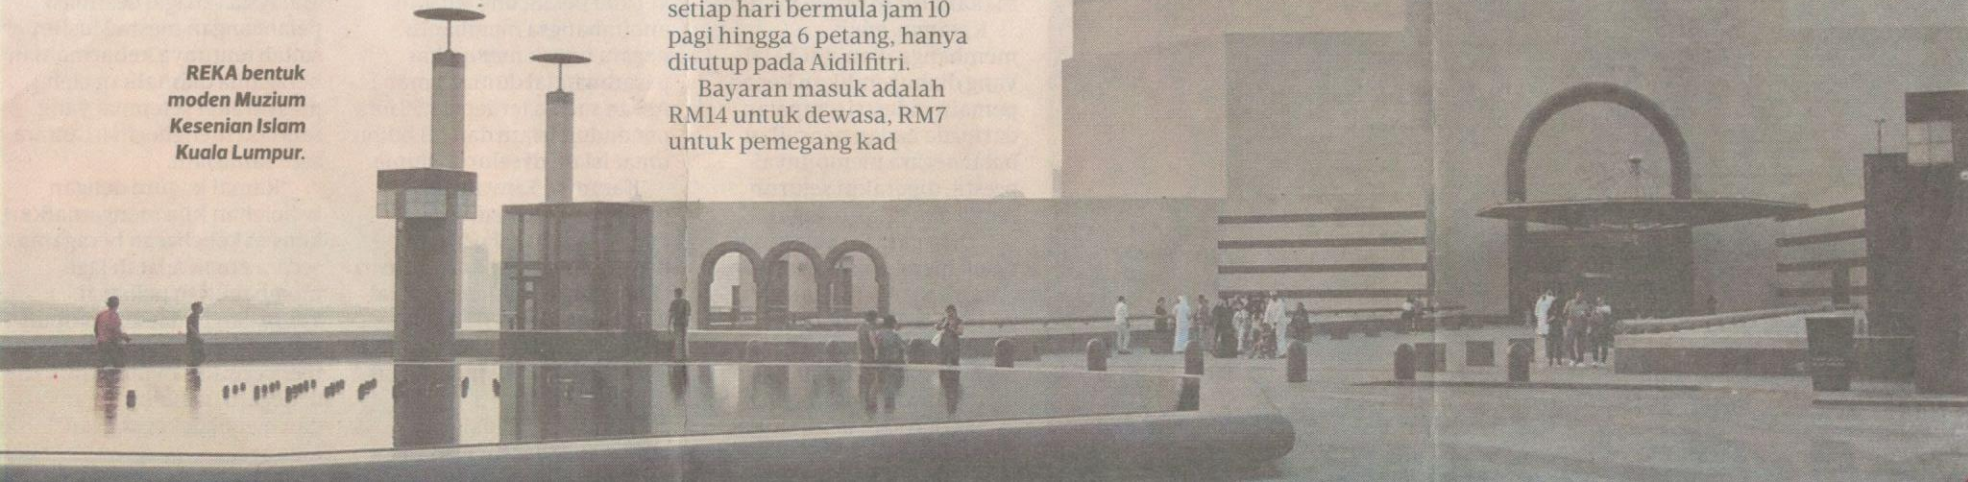 REKA bentuk
moden Muzium
Kesenian Islam
Kuala Lumpur.
setiap hari bermula jam 10
pagi hingga 6 petang, hanya
ditutup pada Aidilfitri.
Bayaran masuk adalah
RM14 untuk dewasa, RM7
untuk pemegang kad